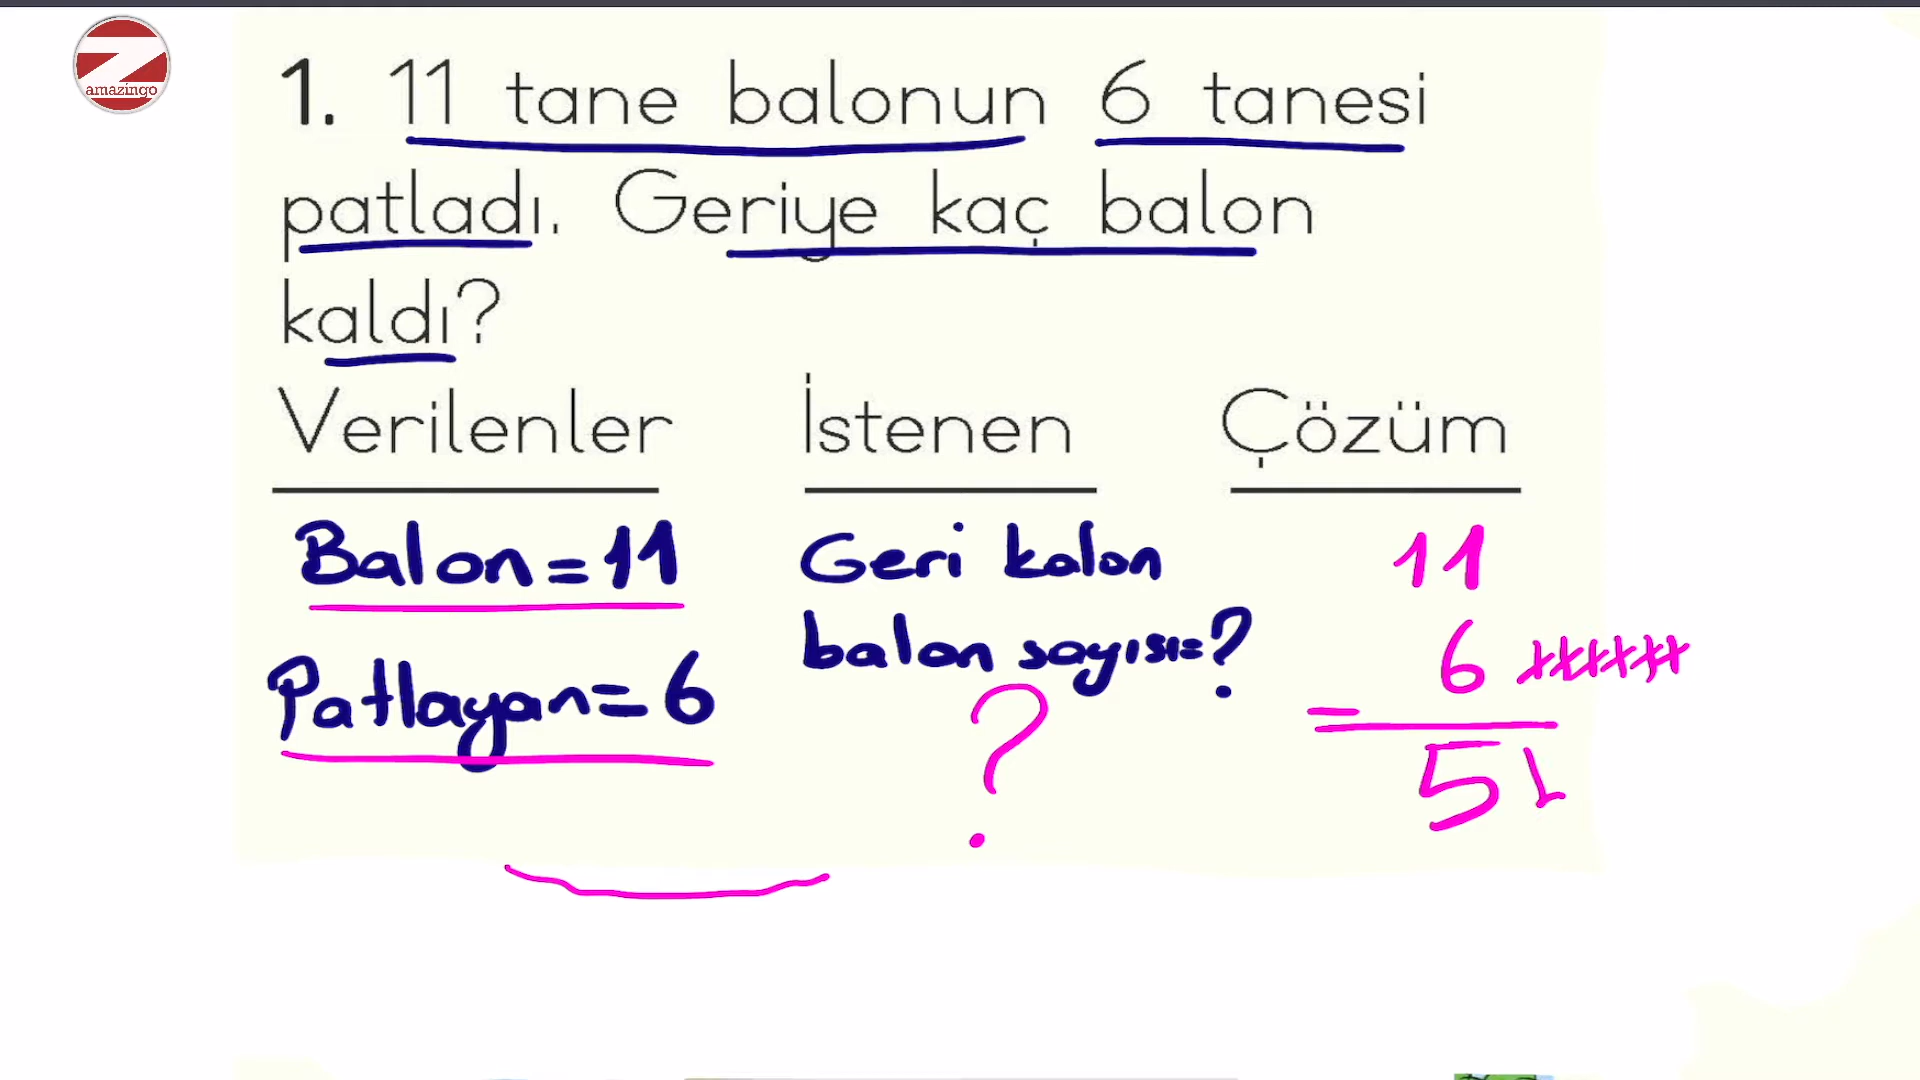 amazingo
1. 11 tane balonun 6 tanesi
patladı. Geriye kaç balon
kaldı?
Verilenler İstenen Çözüm
Balon=11 Geri kalan 11
balon sayısı=? 6
Patlayan=6 ?
5